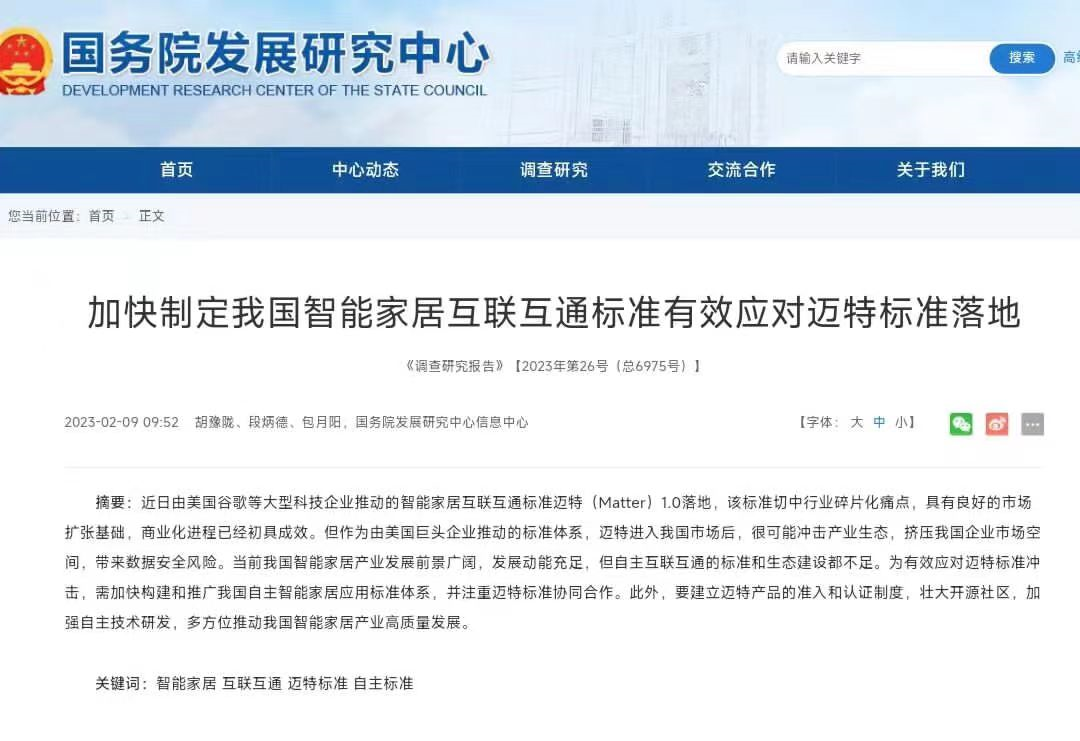 国务院发展研究中心
DEVELOPMENT RESEARCH CENTER OF THE STATE COUNCIL
请输入关键字
搜索
高
首页
中心动态
调查研究
交流合作
关于我们
您当前位置： 首页 正文
加快制定我国智能家居互联互通标准有效应对迈特标准落地
《调查研究报告》【2023年第26号（总6975号）】
2023-02-09 09:52 胡豫陇、段炳德、包月阳，国务院发展研究中心信息中心
【字体： 大 中 小】
摘要：近日由美国谷歌等大型科技企业推动的智能家居互联互通标准迈特（Matter）1.0落地，该标准切中行业碎片化痛点，具有良好的市场
扩张基础，商业化进程已经初具成效。但作为由美国巨头企业推动的标准体系，迈特进入我国市场后，很可能冲击产业生态，挤压我国企业市场空
间，带来数据安全风险。当前我国智能家居产业发展前景广阔，发展动能充足，但自主互联互通的标准和生态建设都不足。为有效应对迈特标准冲
击，需加快构建和推广我国自主智能家居应用标准体系，并注重迈特标准协同合作。此外，要建立迈特产品的准入和认证制度，壮大开源社区，加
强自主技术研发，多方位推动我国智能家居产业高质量发展。
关键词：智能家居 互联互通 迈特标准 自主标准